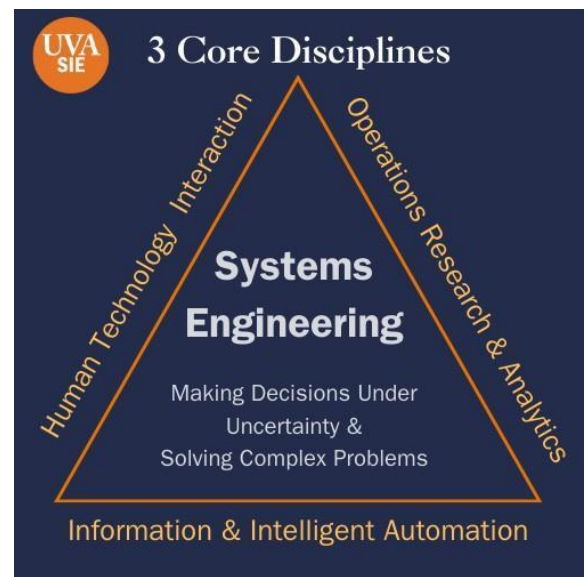 UVA
SIE
3 Core Disciplines
Human Technology Interaction
Operations Research & Analytics
Systems
Engineering
Making Decisions Under
Uncertainty &
Solving Complex Problems
Information & Intelligent Automation